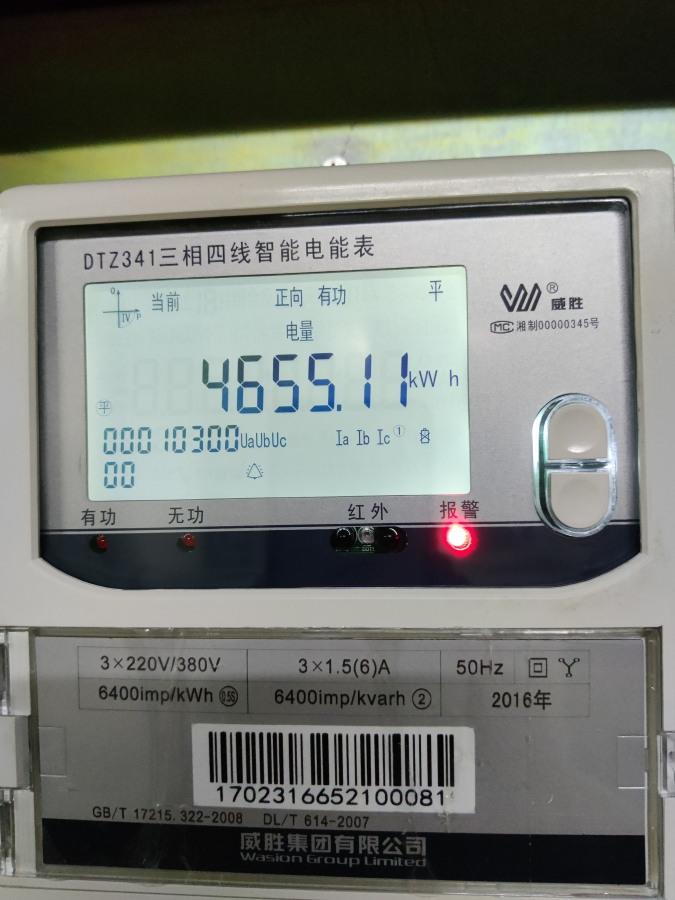 DTZ341三相四线智能电能表
当前 正向 有功 平
电量
4655.11 kW h
平
00010300 UaUbUc Ia Ib Ic ①
00
威胜®
MC 湘制00000345号
有功 无功 红外 报警
3×220V/380V 3×1.5(6)A 50Hz
6400imp/kWh 0.5S 6400imp/kvarh ② 2016年
1702316652100081
GB/T 17215.322-2008 DL/T 614-2007
威胜集团有限公司
Wasion Group Limited